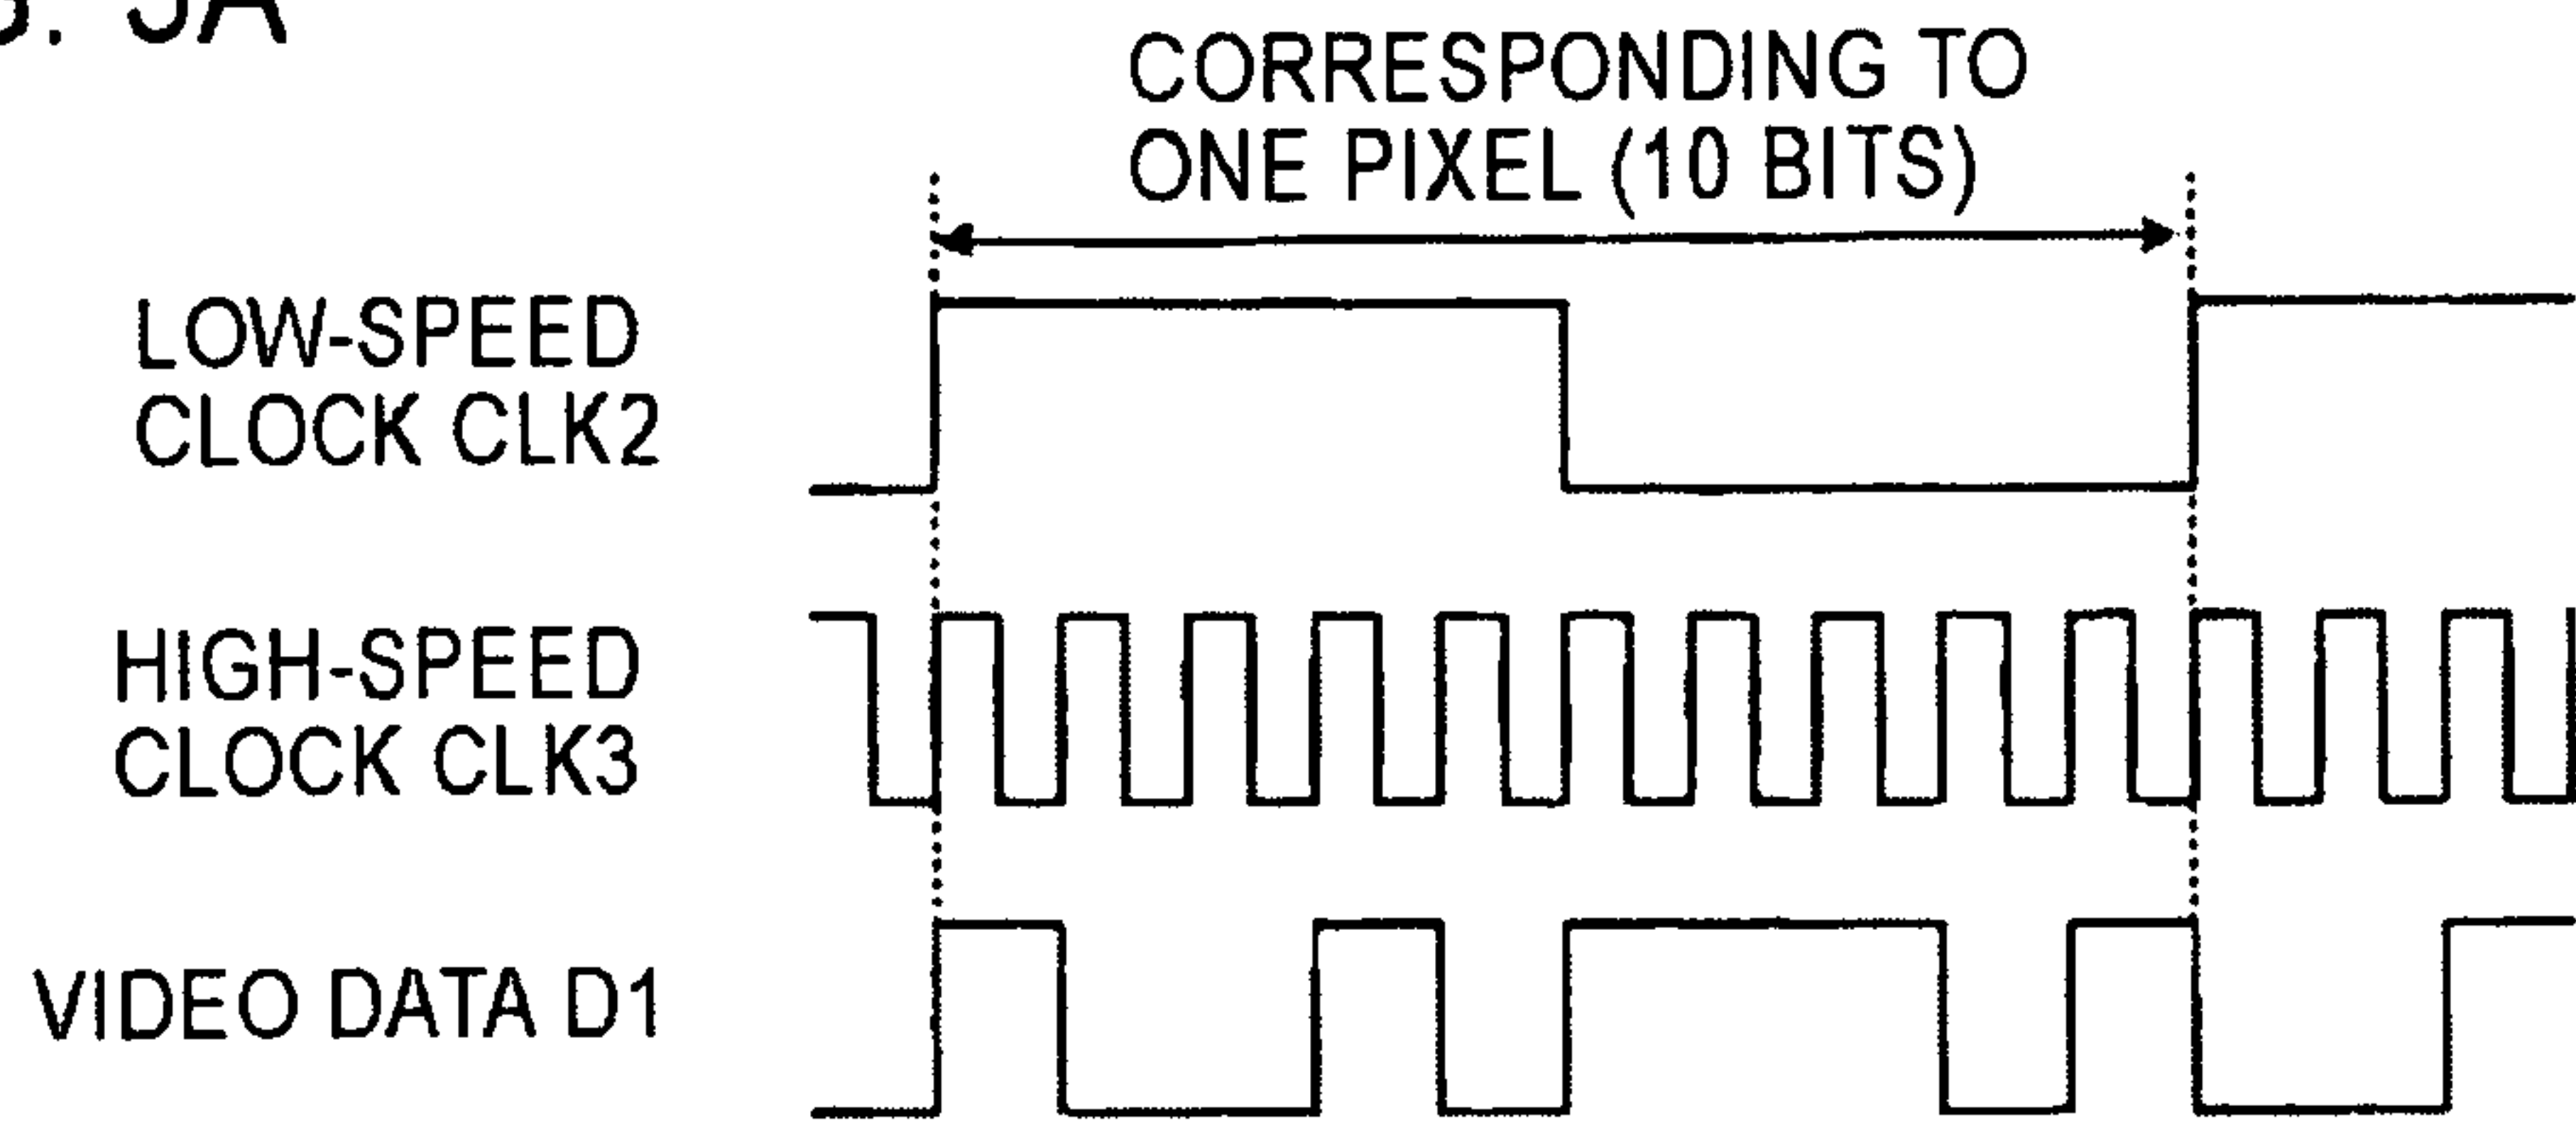 CORRESPONDING TO
ONE PIXEL (10 BITS)
LOW-SPEED
CLOCK CLK2
HIGH-SPEED
CLOCK CLK3
VIDEO DATA D1